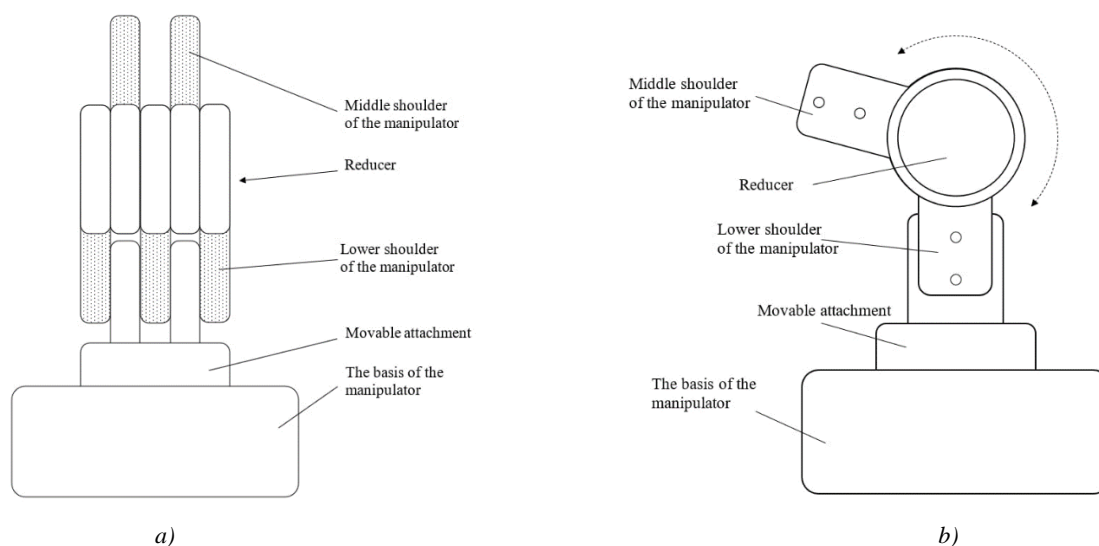 Middle shoulder
of the manipulator
Reducer
Lower shoulder
of the manipulator
Movable attachment
The basis of the
manipulator
a)
Middle shoulder
of the manipulator
Reducer
Lower shoulder
of the manipulator
Movable attachment
The basis of the
manipulator
b)